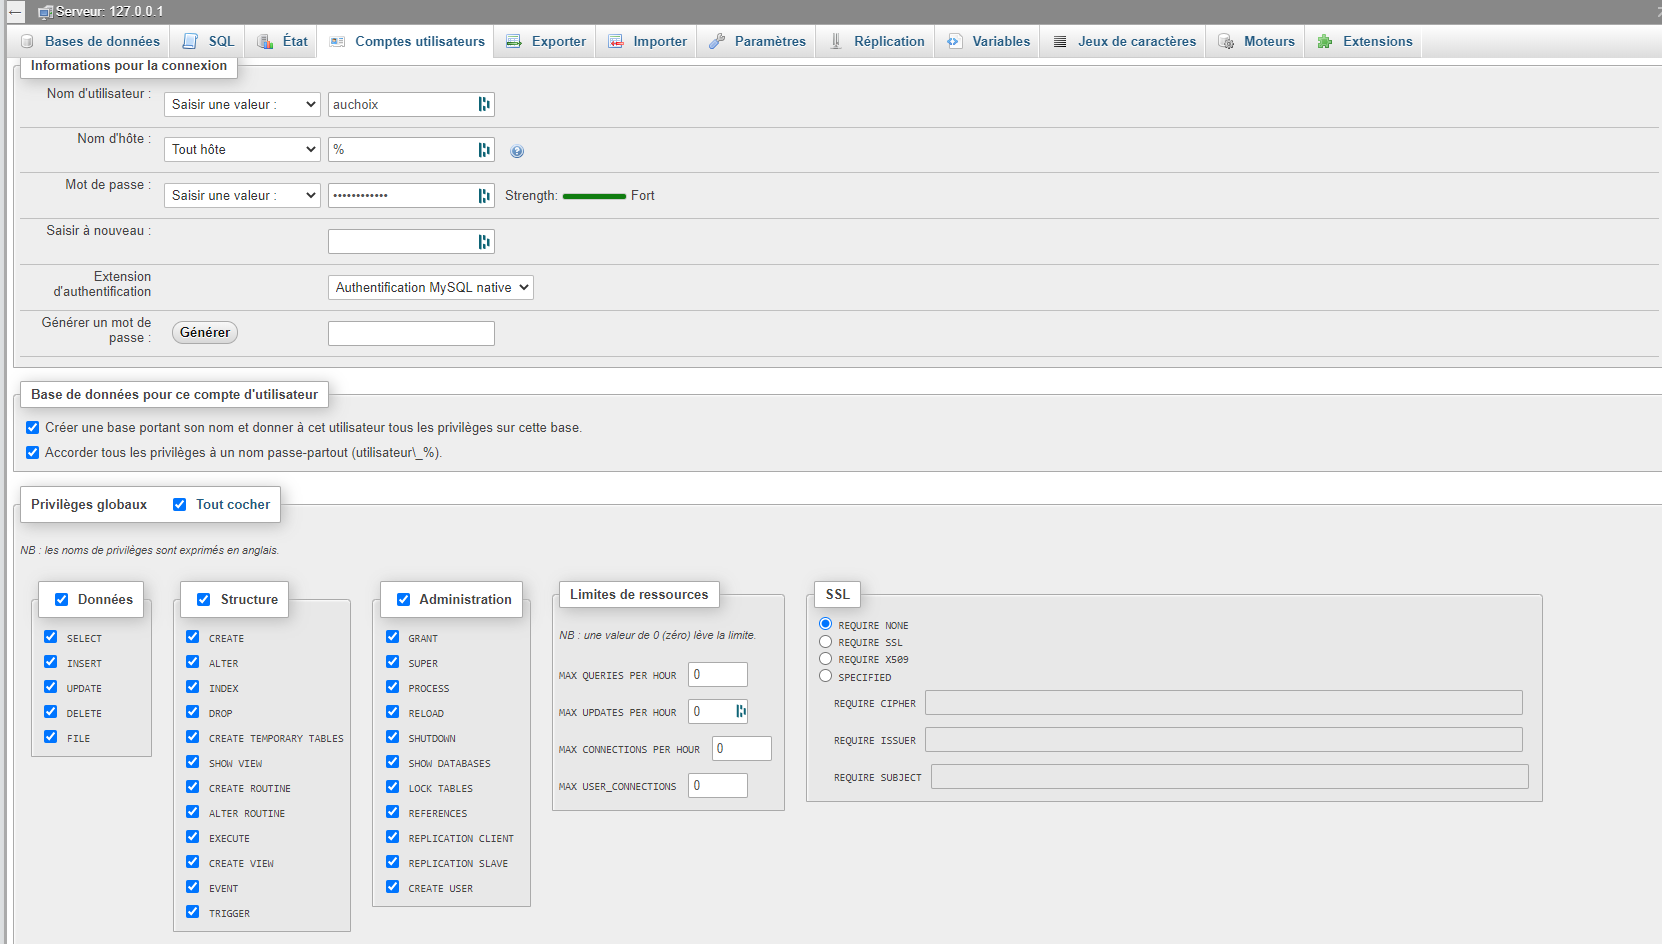 Serveur: 127.0.0.1
Bases de données SQL État Comptes utilisateurs Exporter Importer Paramètres Réplication Variables Jeux de caractères Moteurs Extensions
Informations pour la connexion
Nom d'utilisateur : Saisir une valeur : auchoix
Nom d'hôte : Tout hôte %
Mot de passe : Saisir une valeur : •••••••••••• Strength: Fort
Saisir à nouveau :
Extension
d'authentification Authentification MySQL native
Générer un mot de
passe : Générer
Base de données pour ce compte d'utilisateur
Créer une base portant son nom et donner à cet utilisateur tous les privilèges sur cette base.
Accorder tous les privilèges à un nom passe-partout (utilisateur\_%).
Privilèges globaux Tout cocher
NB : les noms de privilèges sont exprimés en anglais.
Données
SELECT
INSERT
UPDATE
DELETE
FILE
Structure
CREATE
ALTER
INDEX
DROP
CREATE TEMPORARY TABLES
SHOW VIEW
CREATE ROUTINE
ALTER ROUTINE
EXECUTE
CREATE VIEW
EVENT
TRIGGER
Administration
GRANT
SUPER
PROCESS
RELOAD
SHUTDOWN
SHOW DATABASES
LOCK TABLES
REFERENCES
REPLICATION CLIENT
REPLICATION SLAVE
CREATE USER
Limites de ressources
NB : une valeur de 0 (zéro) lève la limite.
MAX QUERIES PER HOUR 0
MAX UPDATES PER HOUR 0
MAX CONNECTIONS PER HOUR 0
MAX USER_CONNECTIONS 0
SSL
REQUIRE NONE
REQUIRE SSL
REQUIRE X509
SPECIFIED
REQUIRE CIPHER
REQUIRE ISSUER
REQUIRE SUBJECT